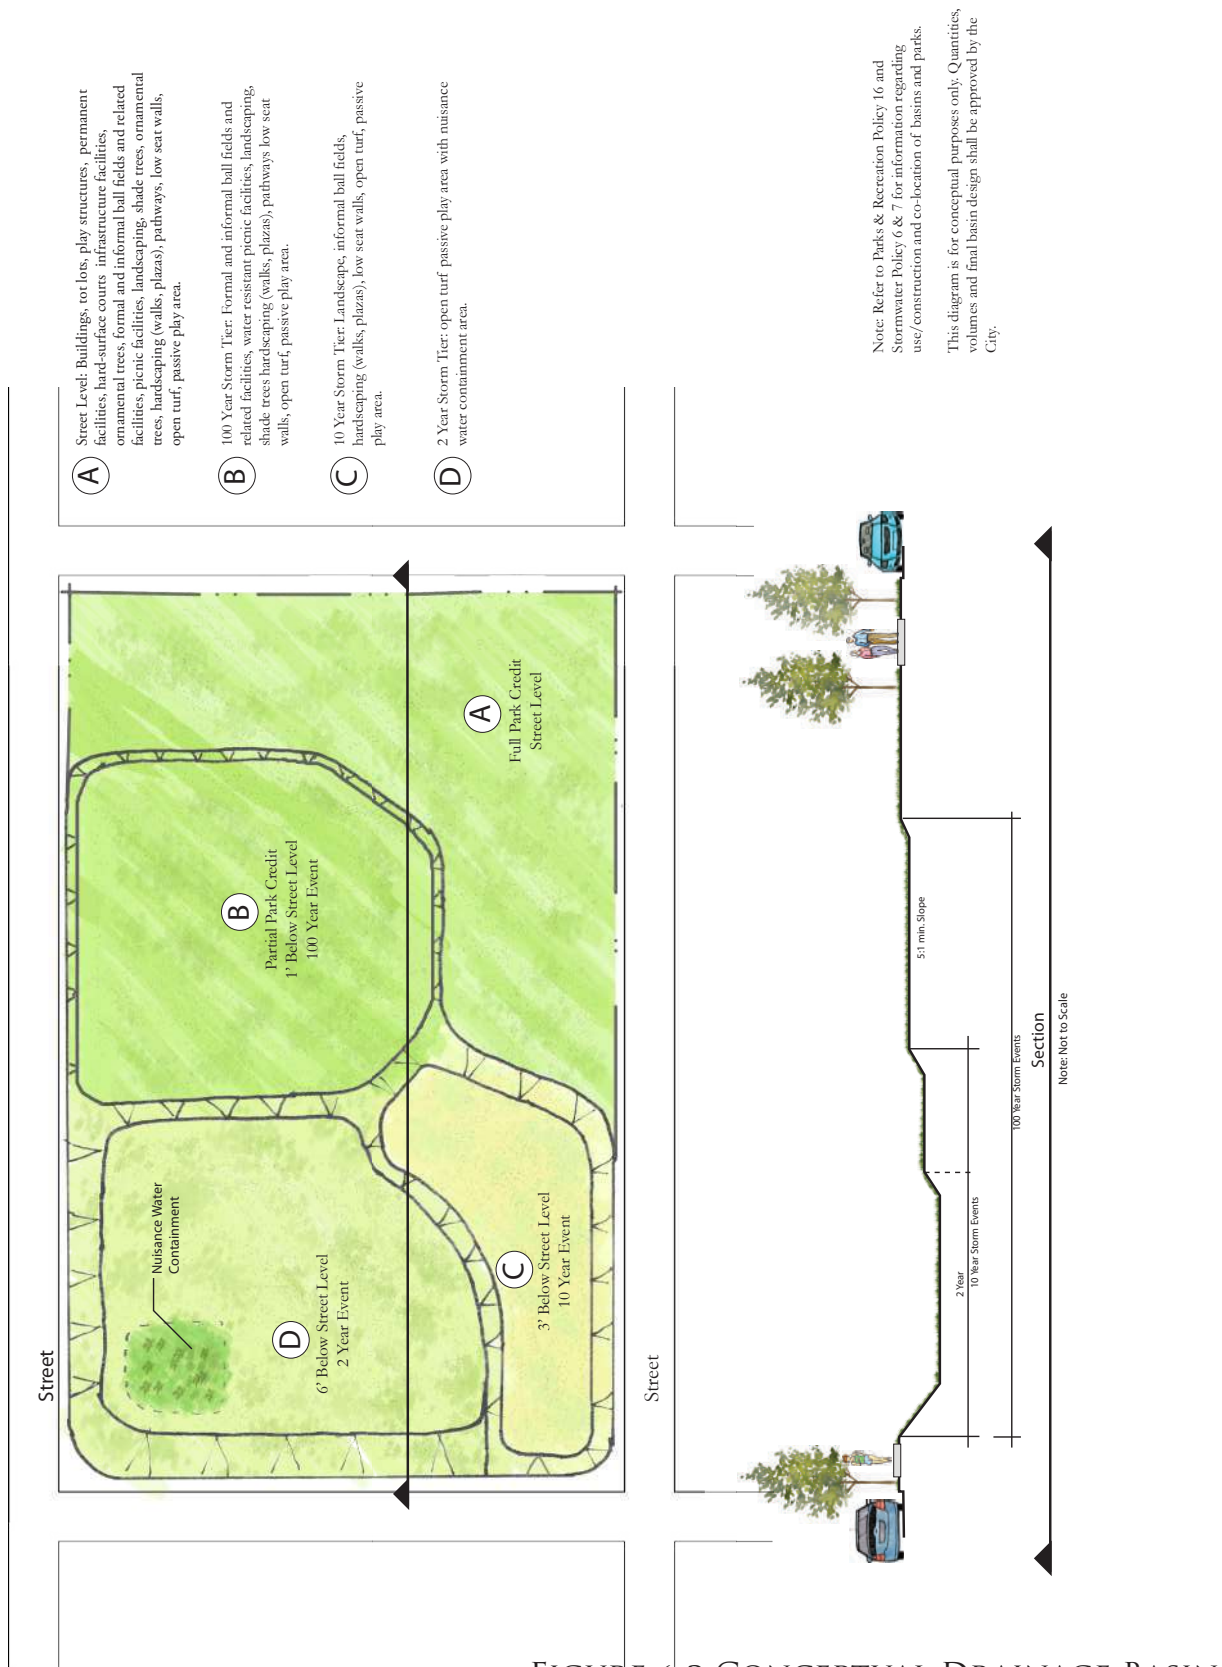 A
Street Level: Buildings, tot lots, play structures, permanent
facilities, hard-surface courts infrastructure facilities,
ornamental trees, formal and informal ball fields and related
facilities, picnic facilities, landscaping, shade trees, ornamental
trees, hardscaping (walks, plazas), pathways, low seat walls,
open turf, passive play area.
B
100 Year Storm Tier: Formal and informal ball fields and
related facilities, water resistant picnic facilities, landscaping,
shade trees hardscaping (walks, plazas), pathways low seat
walls, open turf, passive play area.
C
10 Year Storm Tier: Landscape, informal ball fields,
hardscaping (walks, plazas), low seat walls, open turf, passive
play area.
D
2 Year Storm Tier: open turf passive play area with nuisance
water containment area.
Note: Refer to Parks & Recreation Policy 16 and
Stormwater Policy 6 & 7 for information regarding
use/construction and co-location of basins and parks.
This diagram is for conceptual purposes only. Quantities,
volumes and final basin design shall be approved by the
City.
Street
Nuisance Water
Containment
D
6' Below Street Level
2 Year Event
B
Partial Park Credit
1' Below Street Level
100 Year Event
A
Full Park Credit
Street Level
C
3' Below Street Level
10 Year Event
Street
5:1 min. Slope
2 Year
10 Year Storm Events
100 Year Storm Events
Section
Note: Not to Scale
Conceptual Drainage Basin